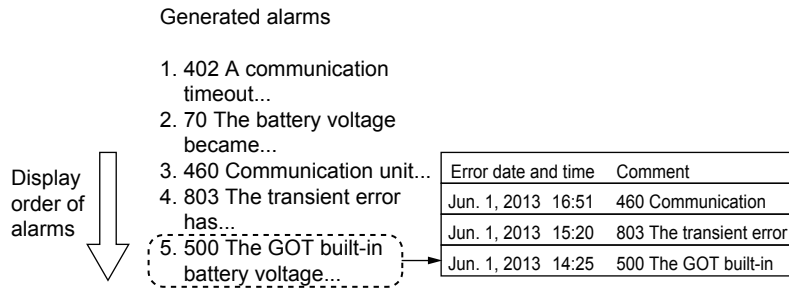 Generated alarms
1. 402 A communication
timeout...
2. 70 The battery voltage
became...
3. 460 Communication unit...
4. 803 The transient error
has...
5. 500 The GOT built-in
battery voltage...
Display
order of
alarms
Error date and time Comment
Jun. 1, 2013 16:51 460 Communication
Jun. 1, 2013 15:20 803 The transient error
Jun. 1, 2013 14:25 500 The GOT built-in